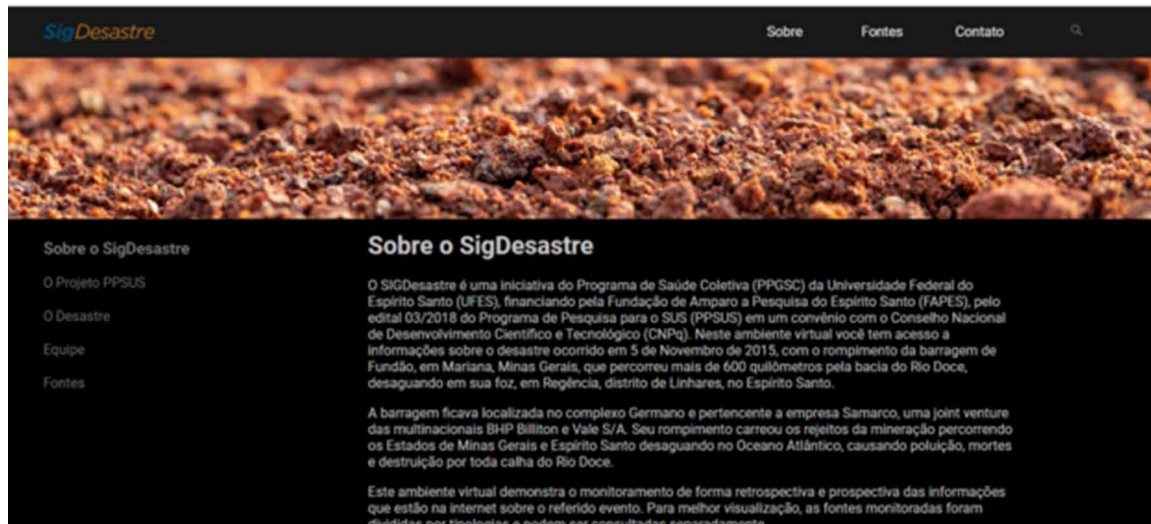 SigDesastre
Sobre Fontes Contato
Sobre o SigDesastre
O Projeto PPSUS
O Desastre
Equipe
Fontes
Sobre o SigDesastre
O SIGDesastre é uma iniciativa do Programa de Saúde Coletiva (PPGSC) da Universidade Federal do
Espírito Santo (UFES), financiando pela Fundação de Amparo a Pesquisa do Espírito Santo (FAPES), pelo
edital 03/2018 do Programa de Pesquisa para o SUS (PPSUS) em um convênio com o Conselho Nacional
de Desenvolvimento Científico e Tecnológico (CNPq). Neste ambiente virtual você tem acesso a
informações sobre o desastre ocorrido em 5 de Novembro de 2015, com o rompimento da barragem de
Fundão, em Mariana, Minas Gerais, que percorreu mais de 600 quilômetros pela bacia do Rio Doce,
desaguando em sua foz, em Regência, distrito de Linhares, no Espírito Santo.
A barragem ficava localizada no complexo Germano e pertencente a empresa Samarco, uma joint venture
das multinacionais BHP Billiton e Vale S/A. Seu rompimento carreou os rejeitos da mineração percorrendo
os Estados de Minas Gerais e Espírito Santo desaguando no Oceano Atlântico, causando poluição, mortes
e destruição por toda calha do Rio Doce.
Este ambiente virtual demonstra o monitoramento de forma retrospectiva e prospectiva das informações
que estão na internet sobre o referido evento. Para melhor visualização, as fontes monitoradas foram
divididas por tipologias e podem ser consultadas separadamente.